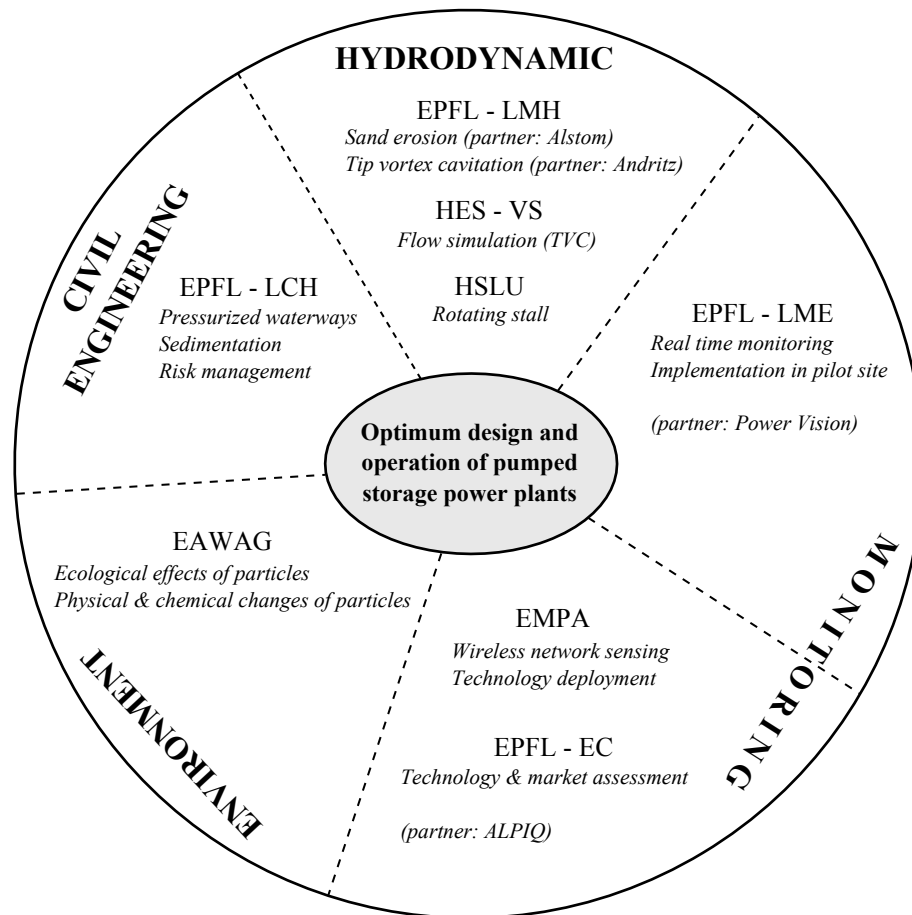 HYDRODYNAMIC
EPFL - LMH
Sand erosion (partner: Alstom)
Tip vortex cavitation (partner: Andritz)
HES - VS
Flow simulation (TVC)
HSLU
Rotating stall
CIVIL
ENGINEERING
EPFL - LCH
Pressurized waterways
Sedimentation
Risk management
EPFL - LME
Real time monitoring
Implementation in pilot site
(partner: Power Vision)
Optimum design and
operation of pumped
storage power plants
EAWAG
Ecological effects of particles
Physical & chemical changes of particles
ENVIRONMENT
EMPA
Wireless network sensing
Technology deployment
EPFL - EC
Technology & market assessment
(partner: ALPIQ)
MONITORING